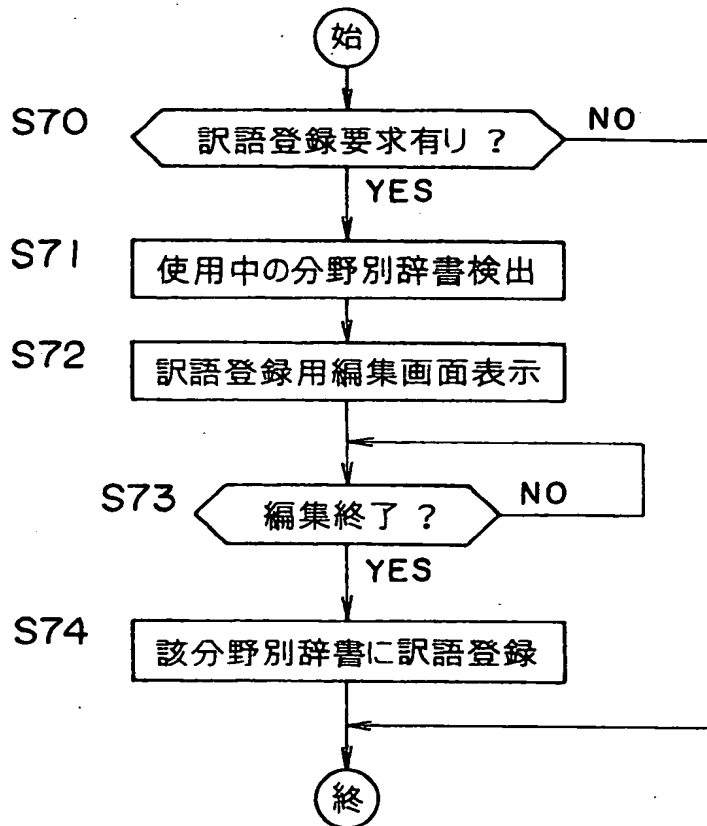 始
S70 訳語登録要求有リ ? NO
YES
S71 使用中の分野別辞書検出
S72 訳語登録用編集画面表示
S73 編集終了 ? NO
YES
S74 該分野別辞書に訳語登録
終